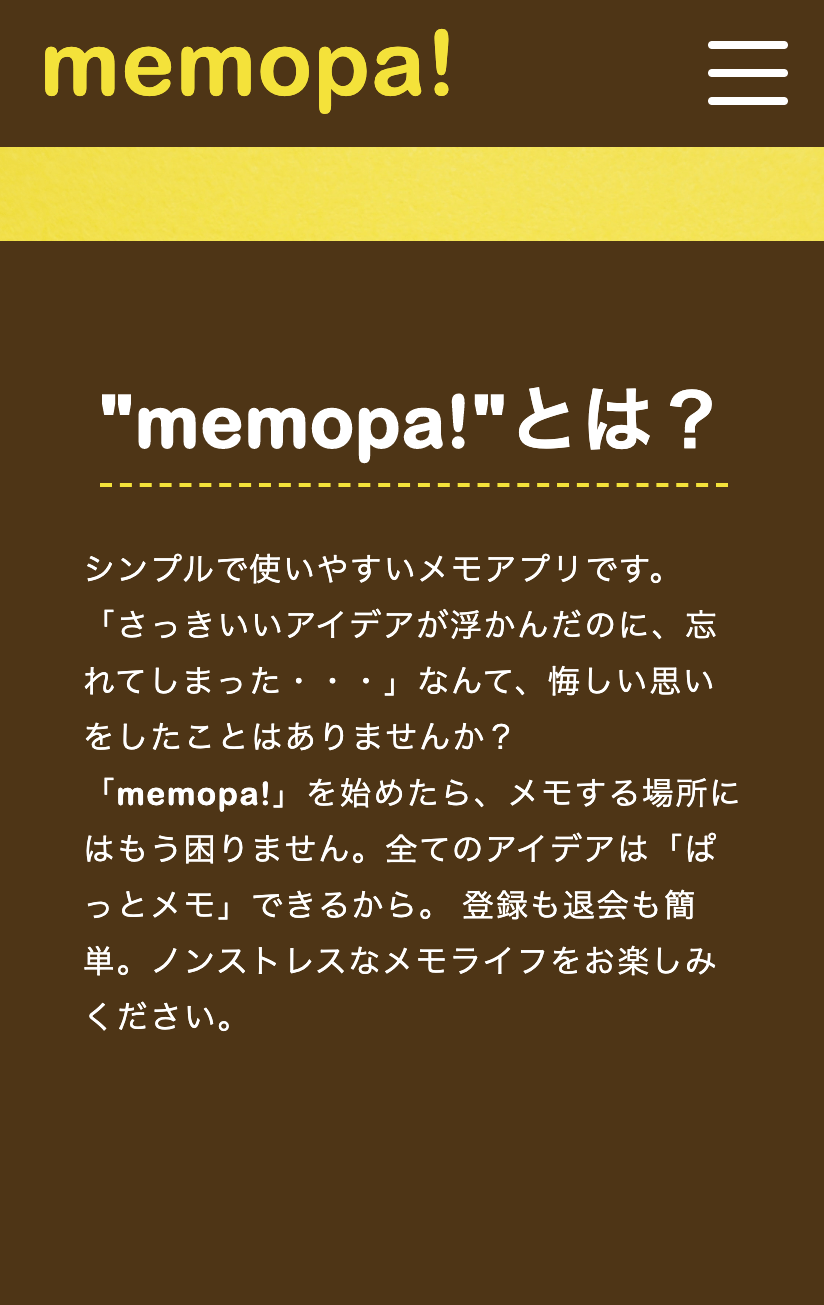 memopa!
"memopa!"とは？
シンプルで使いやすいメモアプリです。
「さっきいいアイデアが浮かんだのに、忘
れてしまった・・・」なんて、悔しい思い
をしたことはありませんか？
「memopa!」を始めたら、メモする場所に
はもう困りません。全てのアイデアは「ぱ
っとメモ」できるから。 登録も退会も簡
単。ノンストレスなメモライフをお楽しみ
ください。